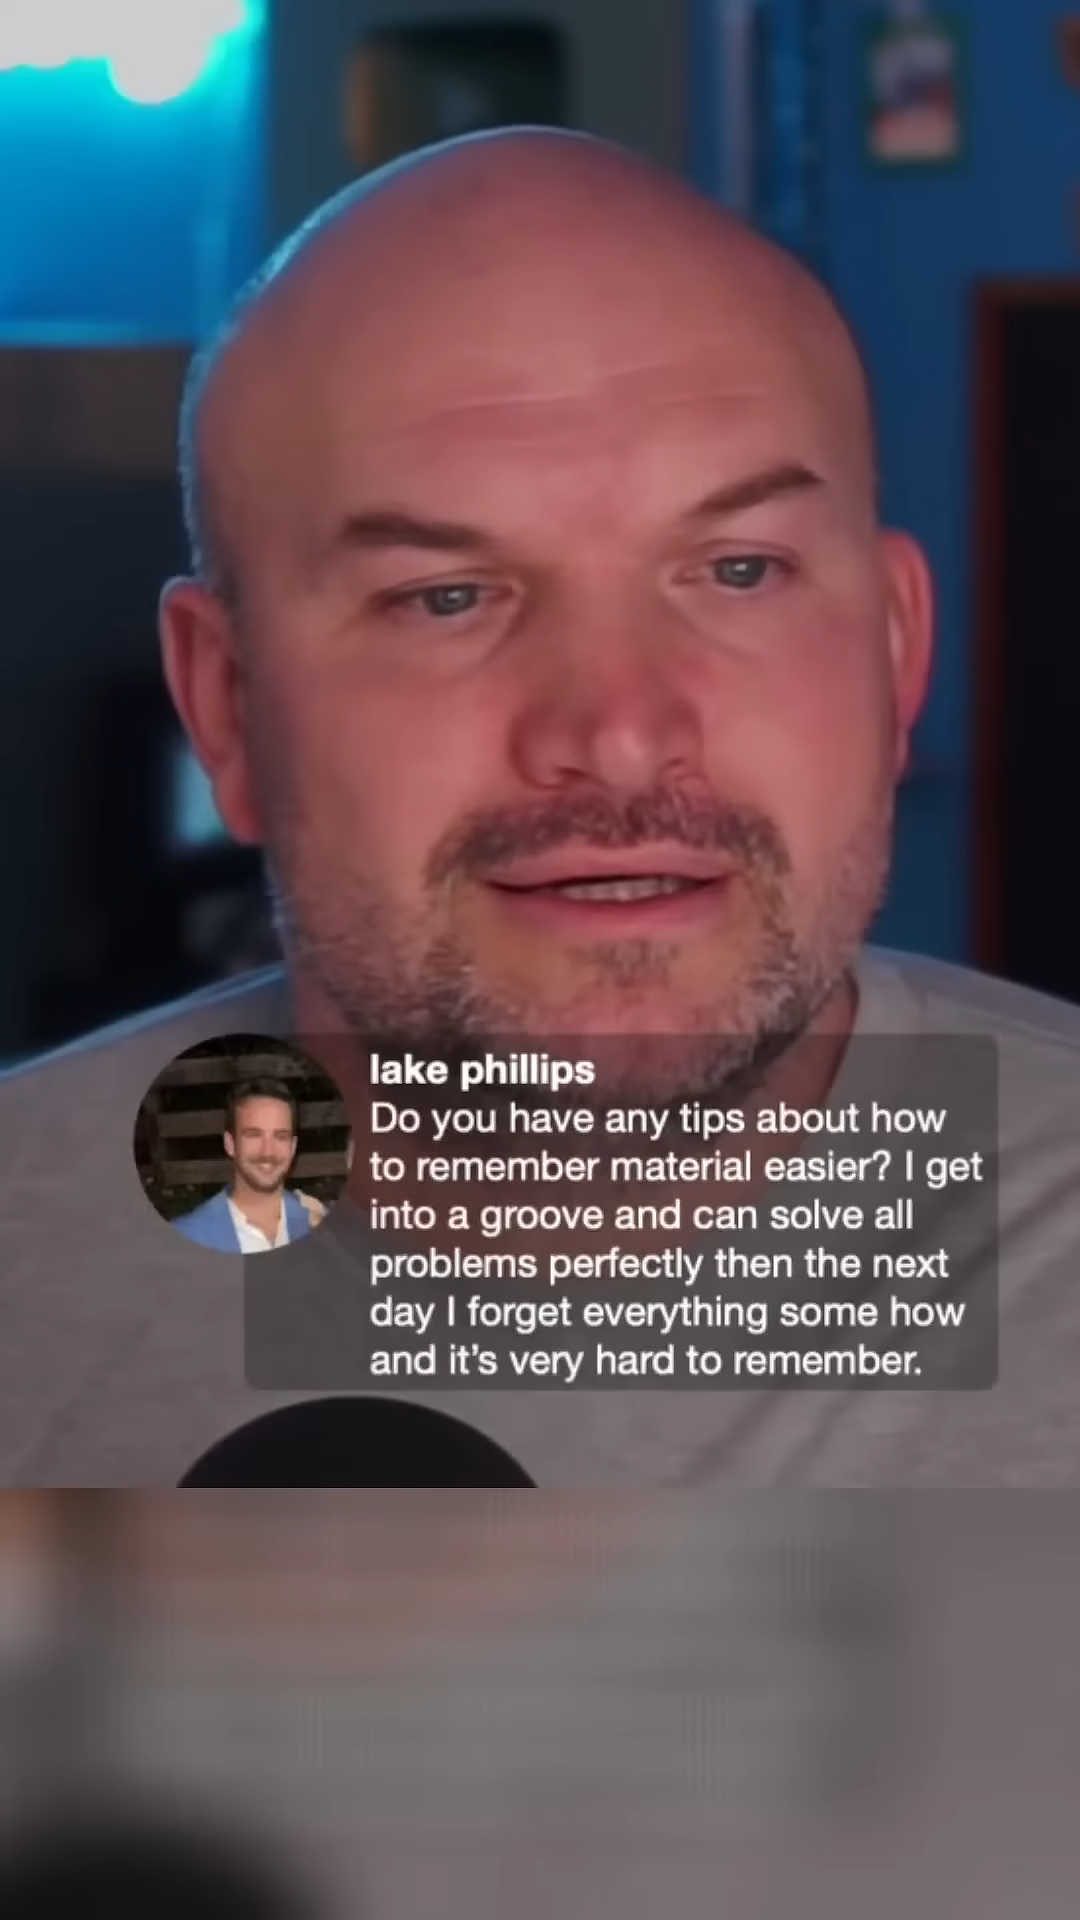 lake phillips
Do you have any tips about how
to remember material easier? I get
into a groove and can solve all
problems perfectly then the next
day I forget everything some how
and it's very hard to remember.